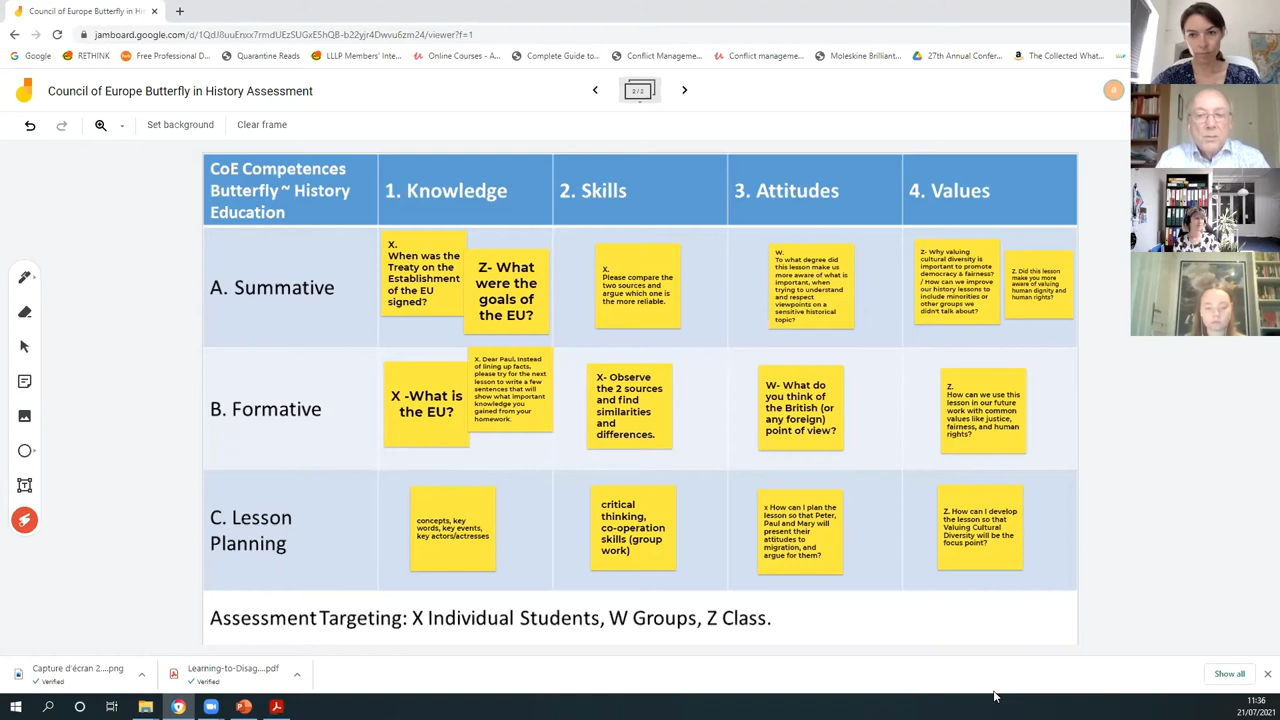 Council of Europe Butterfly in His
jamboard.google.com/d/1QdJ8uuEnxx7rmdUEzSUGxEShQB-b22yjr4Dwvu6zm24/viewer?f=1
Google
RETHINK
Free Professional D...
Quarantine Reads
LLLP Members' Inte...
Online Courses - A...
Complete Guide to...
Conflict Manageme...
Conflict managemen...
Moleskine Brilliant...
27th Annual Confer...
The Collected What...
Council of Europe Butterfly in History Assessment
2 / 2
a
Set background
Clear frame
CoE Competences
Butterfly ~ History
Education
1. Knowledge
2. Skills
3. Attitudes
4. Values
A. Summative
X.
When was the
Treaty on the
Establishment
of the EU
signed?
Z- What
were the
goals of
the EU?
X.
Please compare the
two sources and
argue which one is
the more reliable.
W.
To what degree did
this lesson make us
more aware of what is
important, when
trying to understand
and respect
viewpoints on a
sensitive historical
topic?
Z- Why valuing
cultural diversity is
important to promote
democracy & fairness?
/ How can we improve
our history lessons to
include minorities or
other groups we
didn't talk about?
Z. Did this lesson
make you more
aware of valuing
human dignity and
human rights?
B. Formative
X -What is
the EU?
X. Dear Paul, Instead
of lining up facts,
please try for the next
lesson to write a few
sentences that will
show what important
knowledge you
gained from your
homework.
X- Observe
the 2 sources
and find
similarities
and
differences.
W- What do
you think of
the British (or
any foreign)
point of view?
Z.
How can we use this
lesson in our future
work with common
values like justice,
fairness, and human
rights?
C. Lesson
Planning
concepts, key
words, key events,
key actors/actresses
critical
thinking,
co-operation
skills (group
work)
x How can I plan the
lesson so that Peter,
Paul and Mary will
present their
attitudes to
migration, and
argue for them?
Z. How can I develop
the lesson so that
Valuing Cultural
Diversity will be the
focus point?
Assessment Targeting: X Individual Students, W Groups, Z Class.
Capture d'écran 2....png
Verified
Learning-to-Disag....pdf
Verified
Show all
11:36
21/07/2021